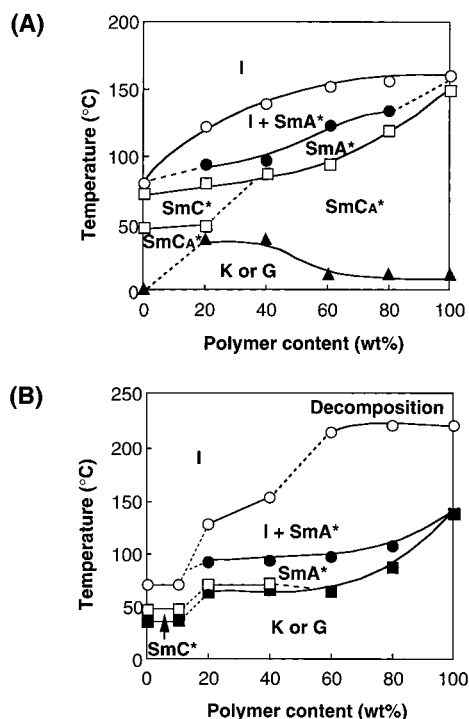 (A)
200
150
100
50
0
Temperature (°C)
I
I + SmA*
SmA*
SmC*
SmCA*
SmCA*
K or G
0 20 40 60 80 100
Polymer content (wt%)
(B)
250
200
150
100
50
0
Temperature (°C)
Decomposition
I
I + SmA*
SmA*
K or G
SmC*
0 20 40 60 80 100
Polymer content (wt%)